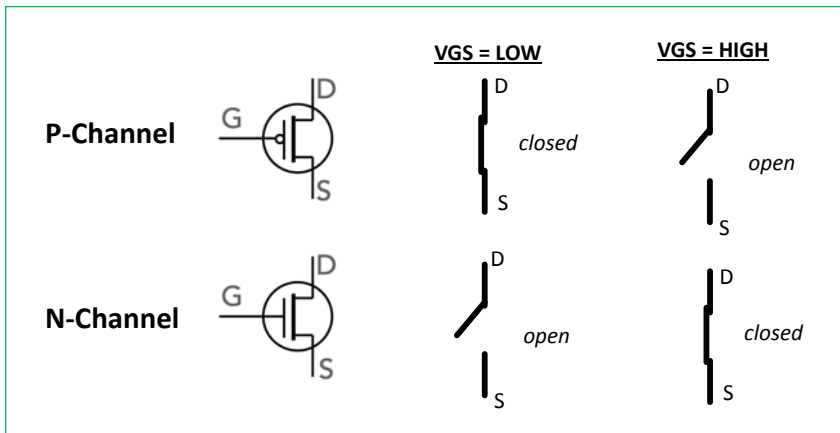 VGS = LOW
VGS = HIGH
P-Channel
G
D
S
D
closed
S
D
open
S
N-Channel
G
D
S
D
open
S
D
closed
S